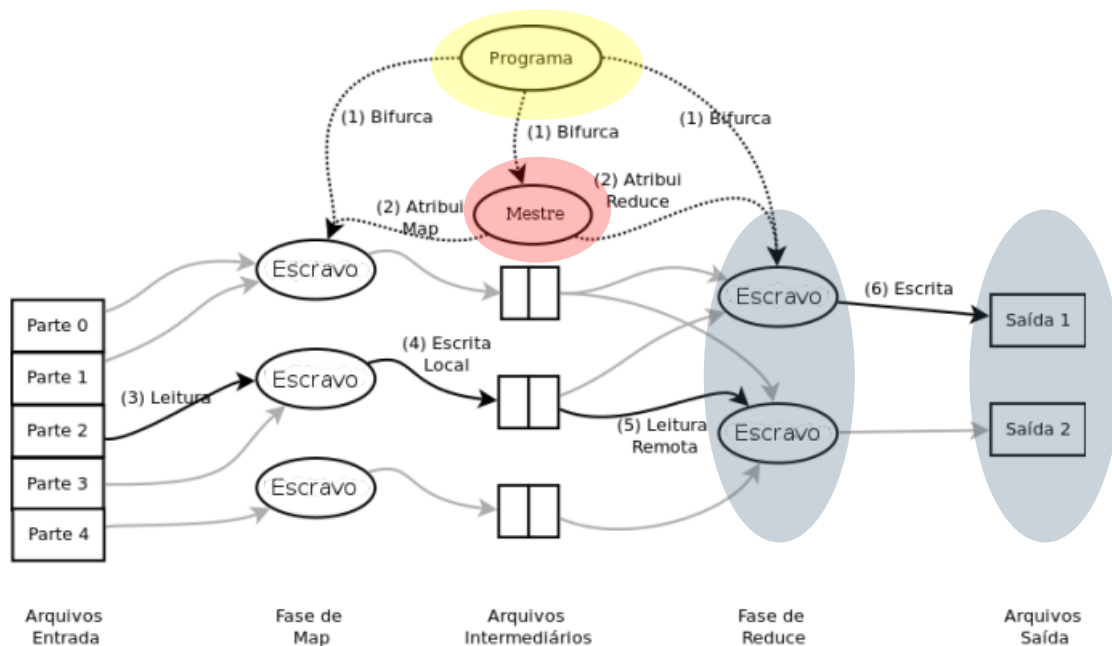 Programa
(1) Bifurca
(1) Bifurca
(1) Bifurca
(2) Atribui
Map
Mestre
(2) Atribui
Reduce
Escravo
Escravo
(6) Escrita
Saída 1
Parte 0
Parte 1
Parte 2
Parte 3
Parte 4
(3) Leitura
Escravo
(4) Escrita
Local
(5) Leitura
Remota
Escravo
Saída 2
Escravo
Arquivos
Entrada
Fase de
Map
Arquivos
Intermediários
Fase de
Reduce
Arquivos
Saída